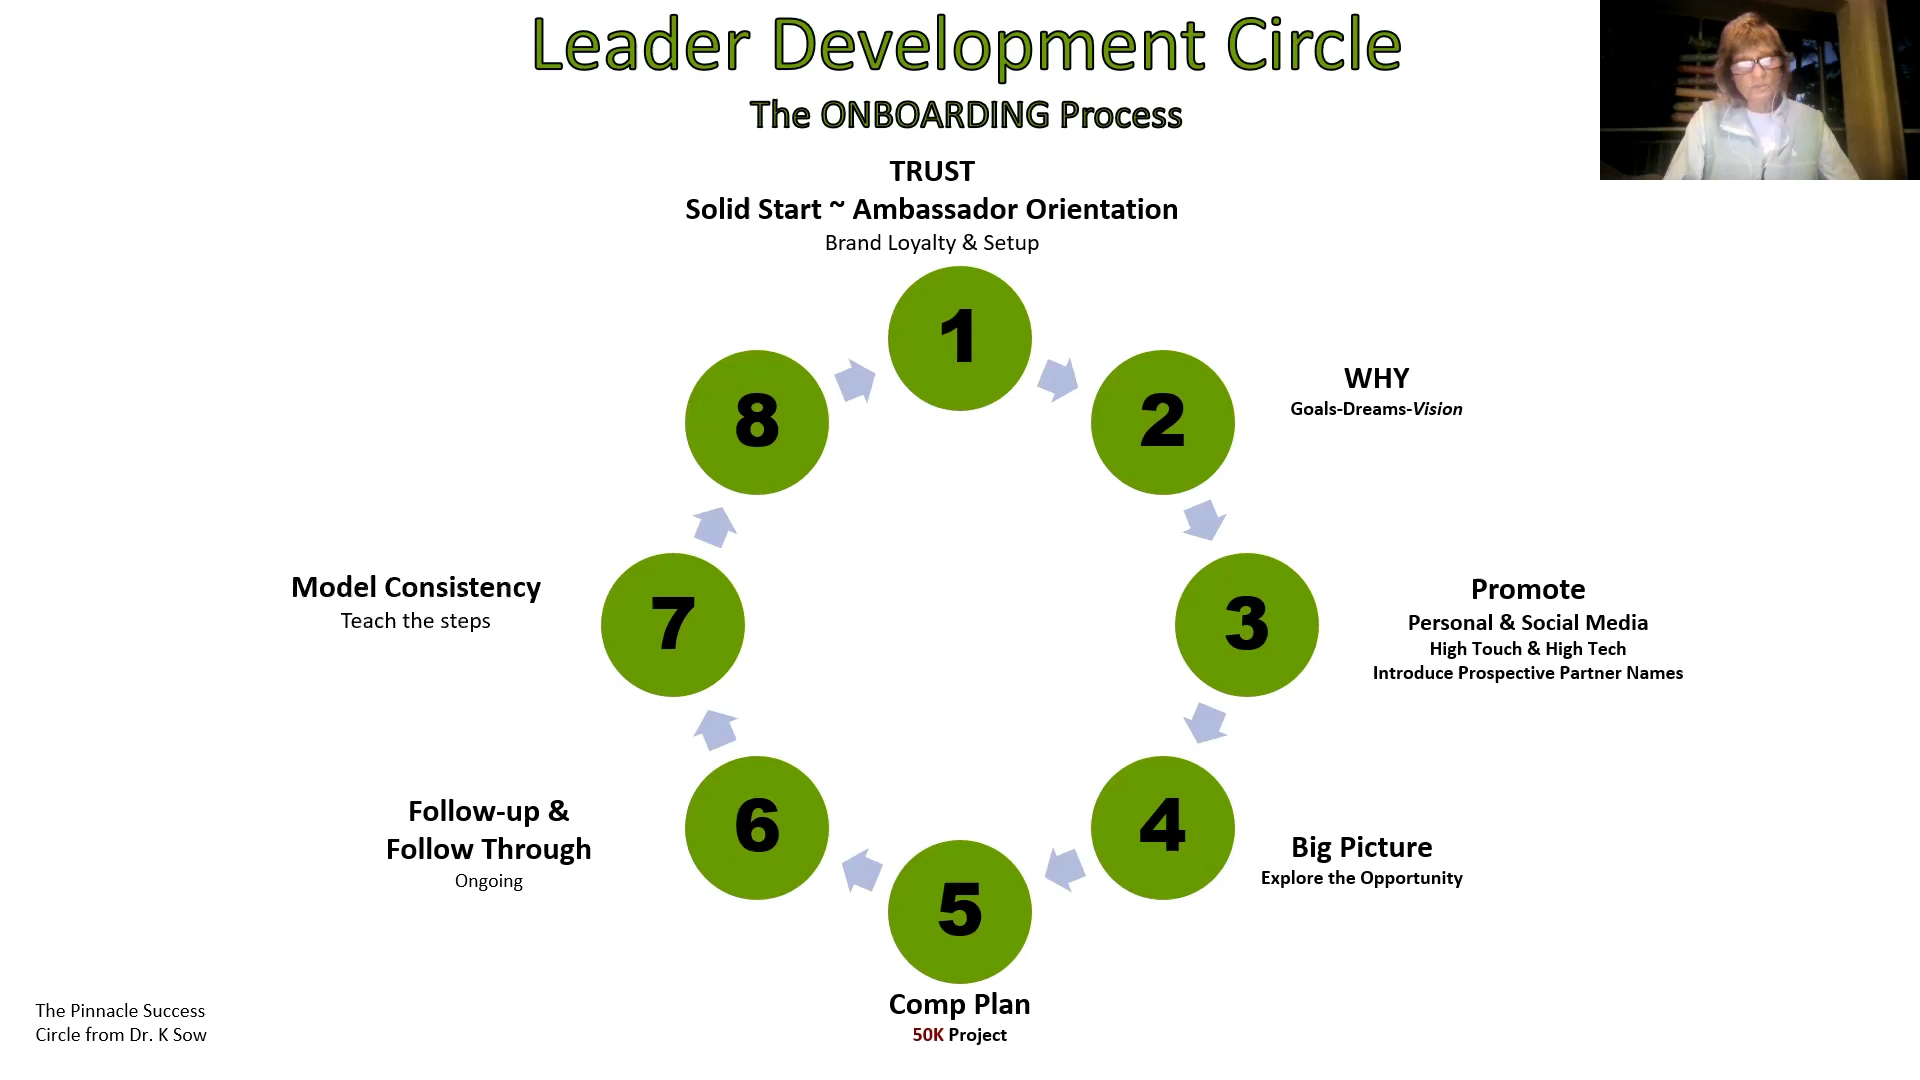 Leader Development Circle
The ONBOARDING Process
TRUST
Solid Start ~ Ambassador Orientation
Brand Loyalty & Setup
1
2
WHY
Goals-Dreams-Vision
3
Promote
Personal & Social Media
High Touch & High Tech
Introduce Prospective Partner Names
4
Big Picture
Explore the Opportunity
5
Comp Plan
50K Project
6
Follow-up &
Follow Through
Ongoing
7
Model Consistency
Teach the steps
8
The Pinnacle Success
Circle from Dr. K Sow